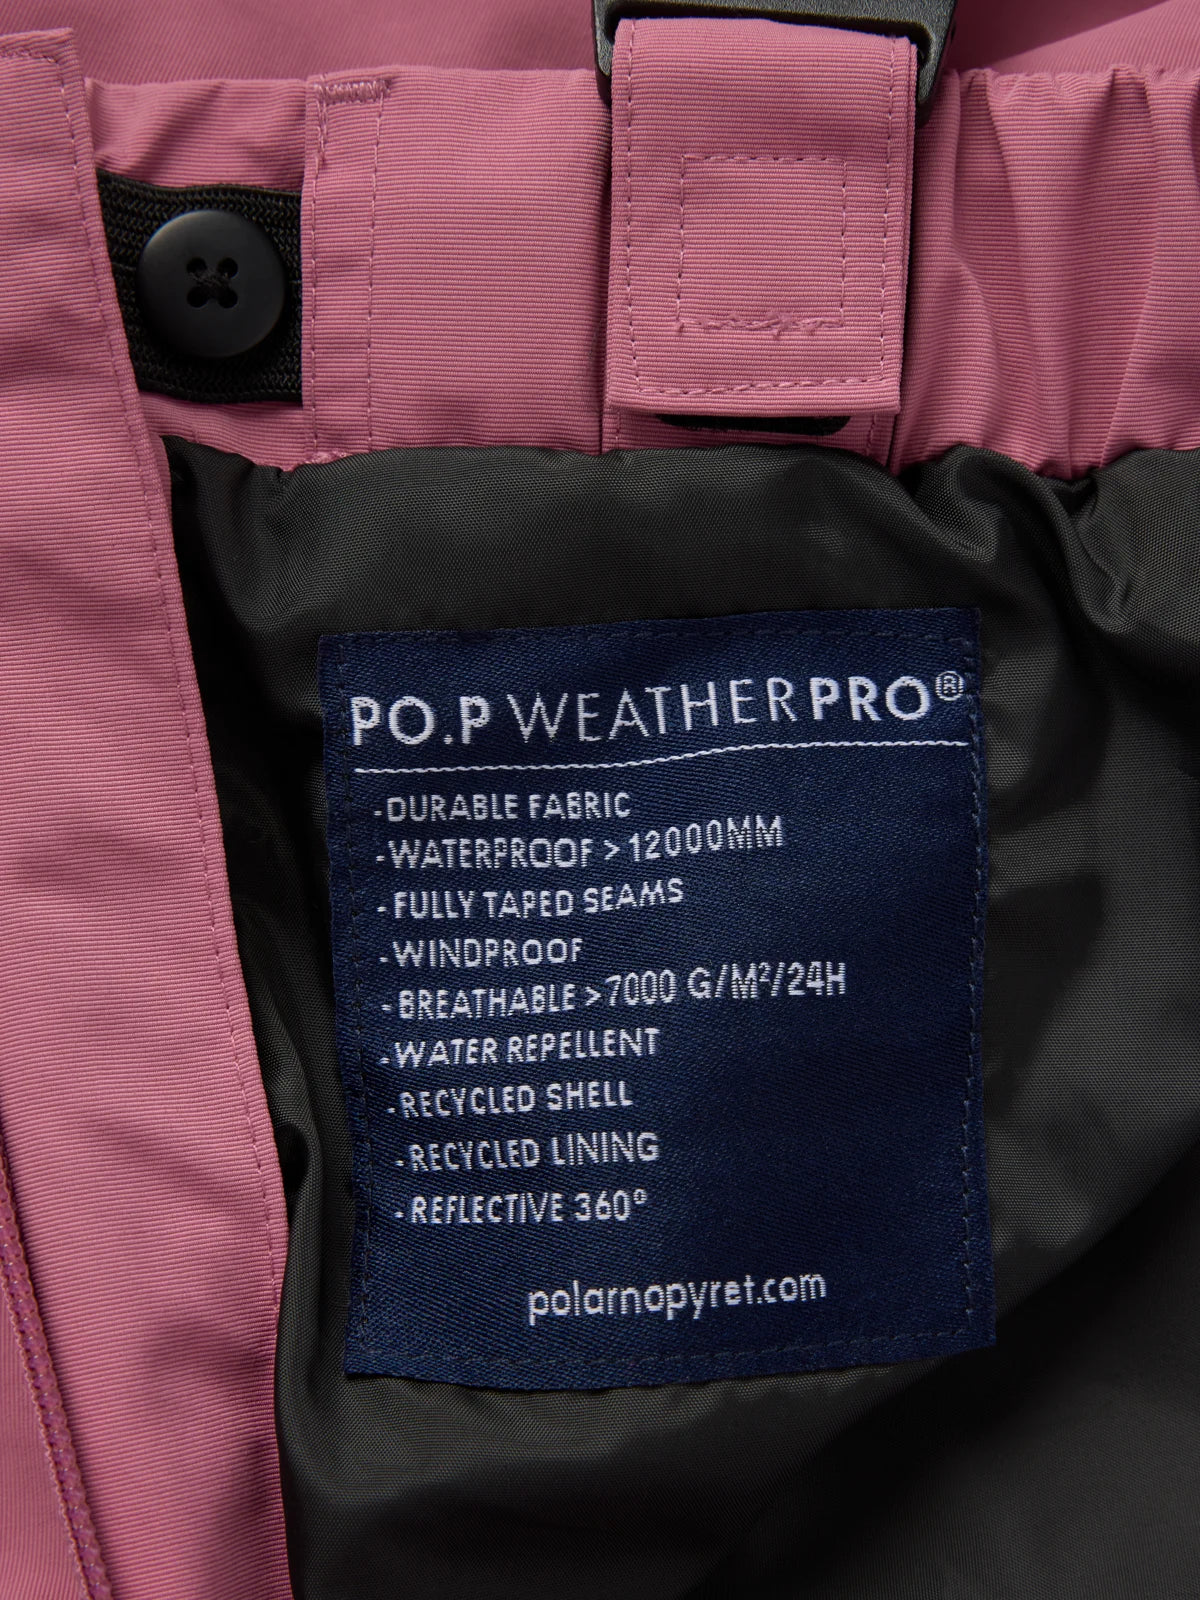 PO.P WEATHERPRO®
-DURABLE FABRIC
-WATERPROOF >12000MM
-FULLY TAPED SEAMS
-WINDPROOF
-BREATHABLE >7000 G/M²/24H
-WATER REPELLENT
-RECYCLED SHELL
-RECYCLED LINING
-REFLECTIVE 360°
polarnopyret.com